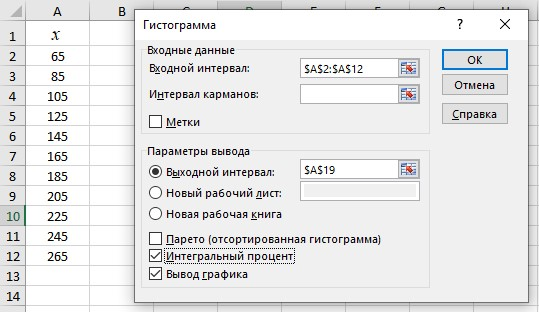 A B
1 x
2 65
3 85
4 105
5 125
6 145
7 165
8 185
9 205
10 225
11 245
12 265
13
14
Гистограмма ? ×
Входные данные
Входной интервал: $A$2:$A$12
Интервал карманов:
Метки
Параметры вывода
Выходной интервал: $A$19
Новый рабочий лист:
Новая рабочая книга
Парето (отсортированная гистограмма)
Интегральный процент
Вывод графика
ОК
Отмена
Справка